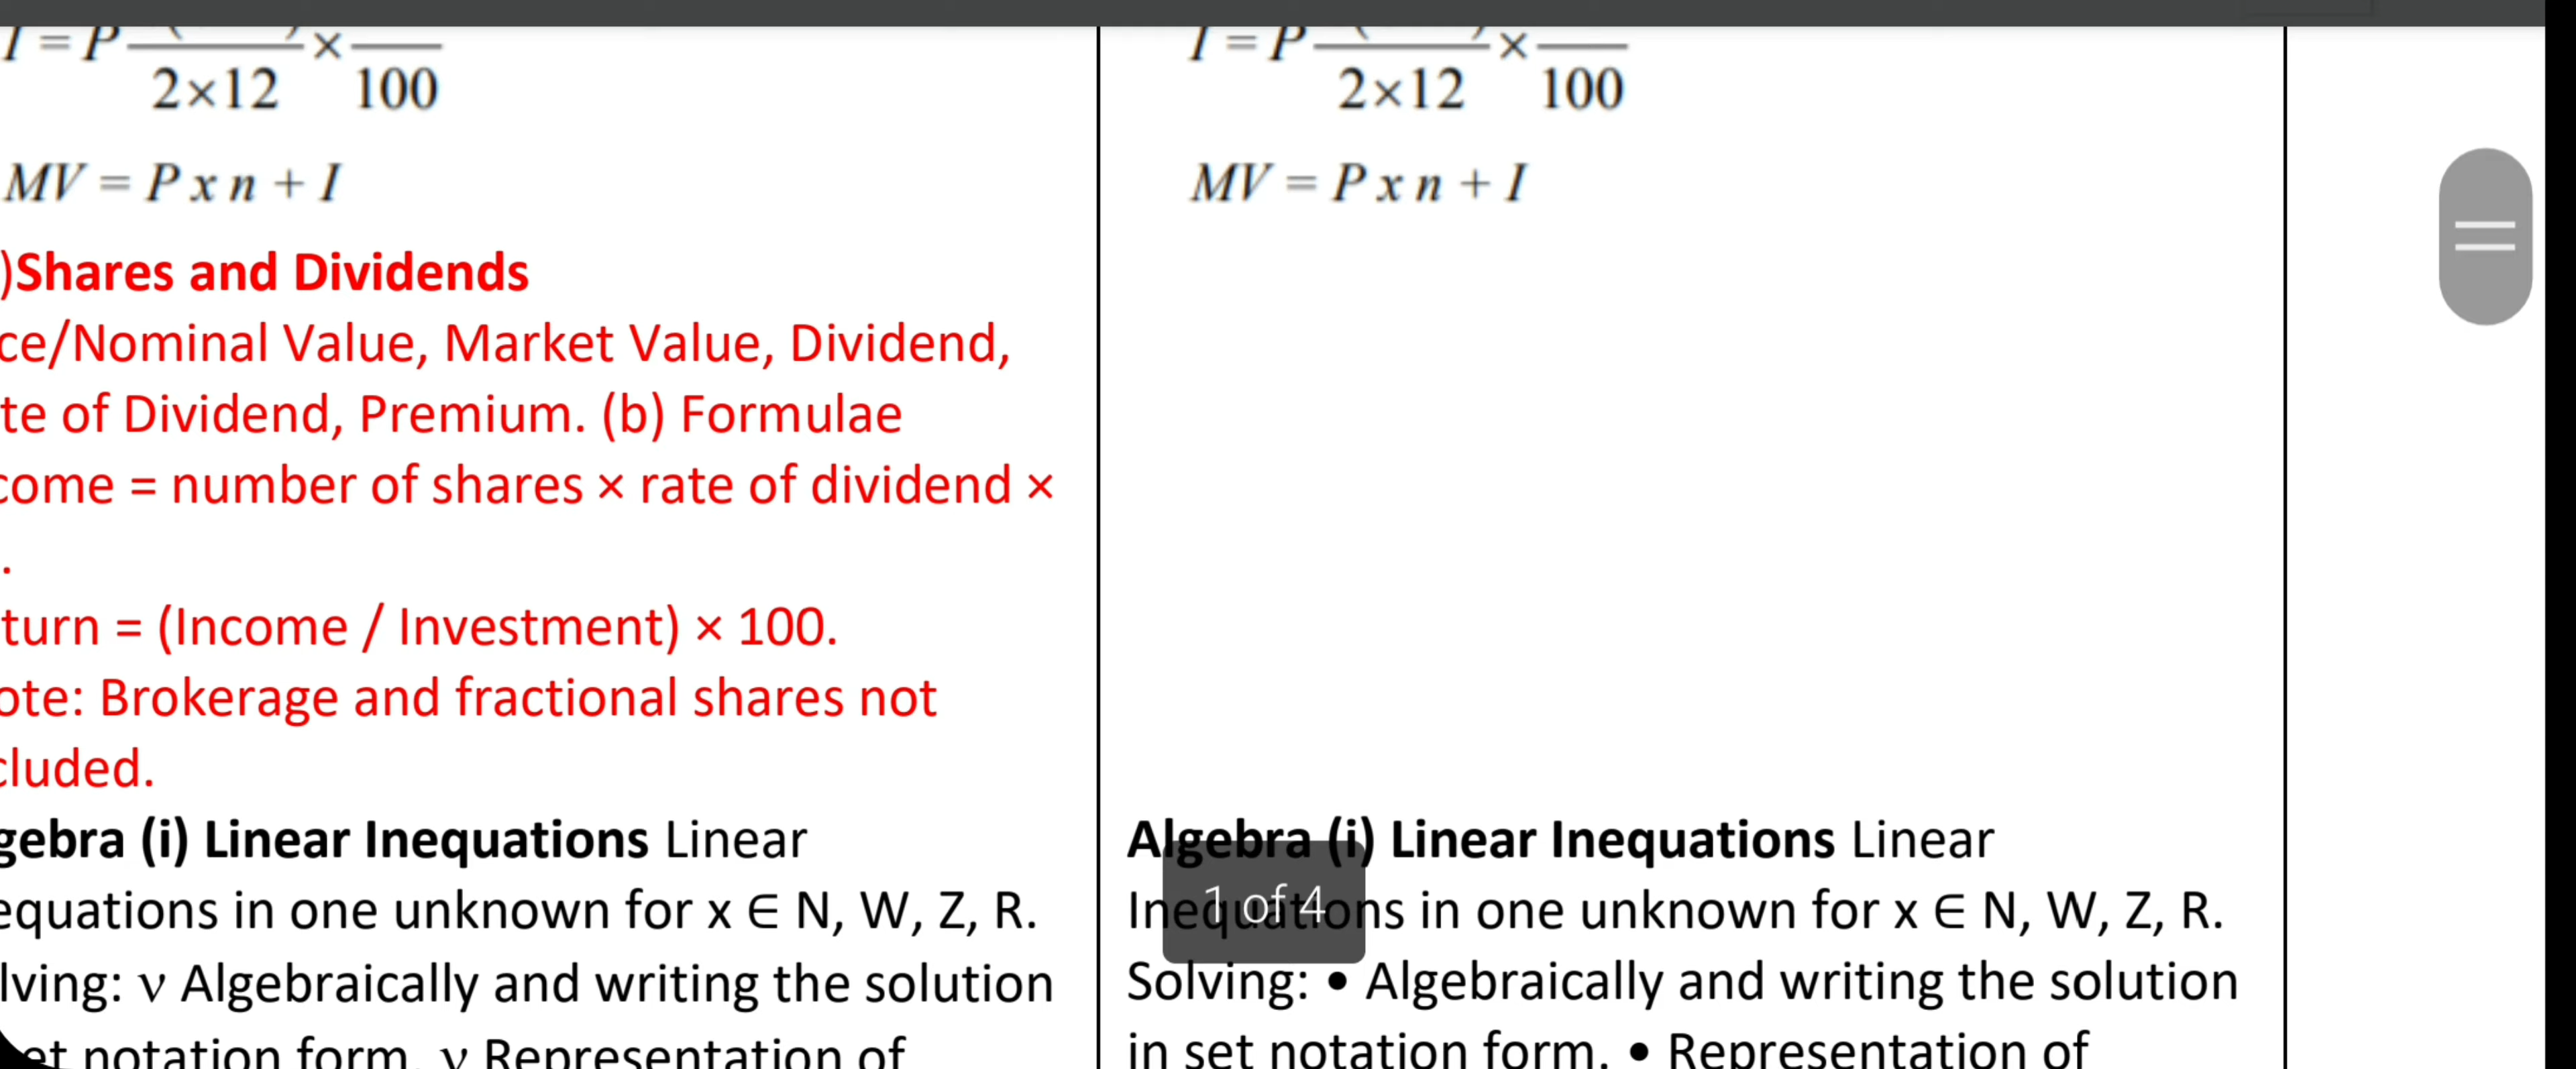 I = P × 
2×12 100
MV = P x n + I
)Shares and Dividends
ce/Nominal Value, Market Value, Dividend,
te of Dividend, Premium. (b) Formulae
come = number of shares × rate of dividend ×
.
turn = (Income / Investment) × 100.
ote: Brokerage and fractional shares not
cluded.
gebra (i) Linear Inequations Linear
equations in one unknown for x ∈ N, W, Z, R.
lving: ν Algebraically and writing the solution
et notation form. ν Representation of
I = P × 
2×12 100
MV = P x n + I
Algebra (i) Linear Inequations Linear
Inequations in one unknown for x ∈ N, W, Z, R.
Solving: • Algebraically and writing the solution
in set notation form. • Representation of
1 of 4